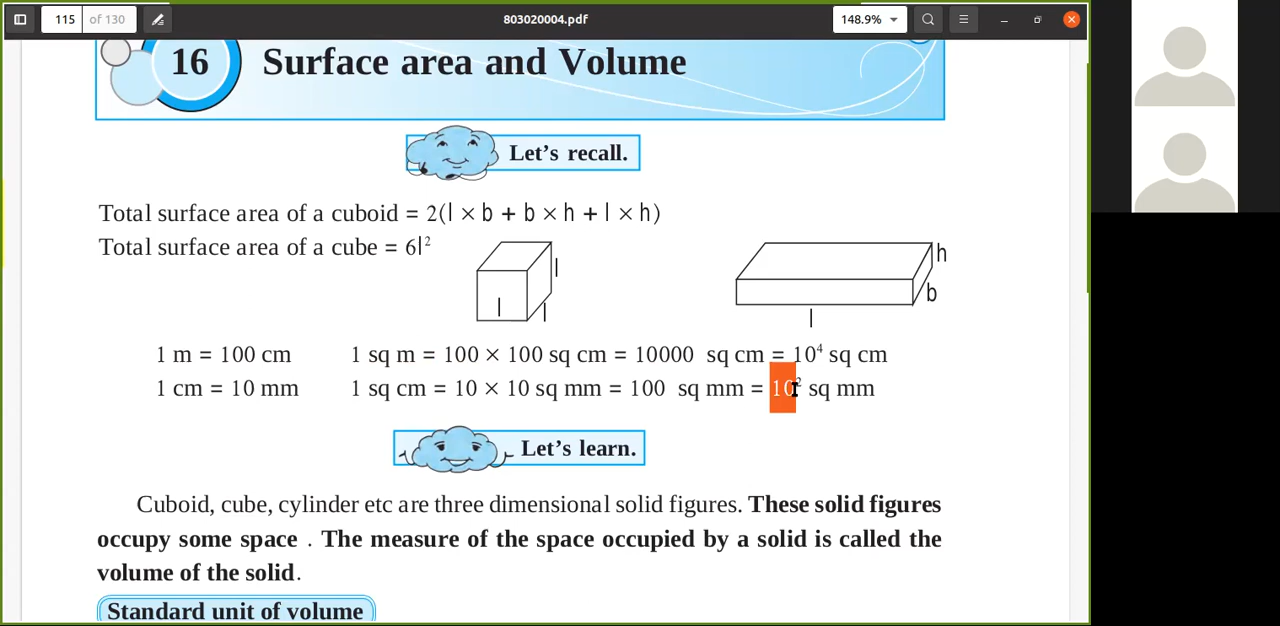 115 of 130 803020004.pdf 148.9%
16 Surface area and Volume
Let's recall.
Total surface area of a cuboid = 2(l × b + b × h + l × h)
Total surface area of a cube = 6l²
l
l
l
h
b
l
1 m = 100 cm 1 sq m = 100 × 100 sq cm = 10000 sq cm = 10⁴ sq cm
1 cm = 10 mm 1 sq cm = 10 × 10 sq mm = 100 sq mm = 10² sq mm
Let's learn.
Cuboid, cube, cylinder etc are three dimensional solid figures. These solid figures
occupy some space . The measure of the space occupied by a solid is called the
volume of the solid.
Standard unit of volume